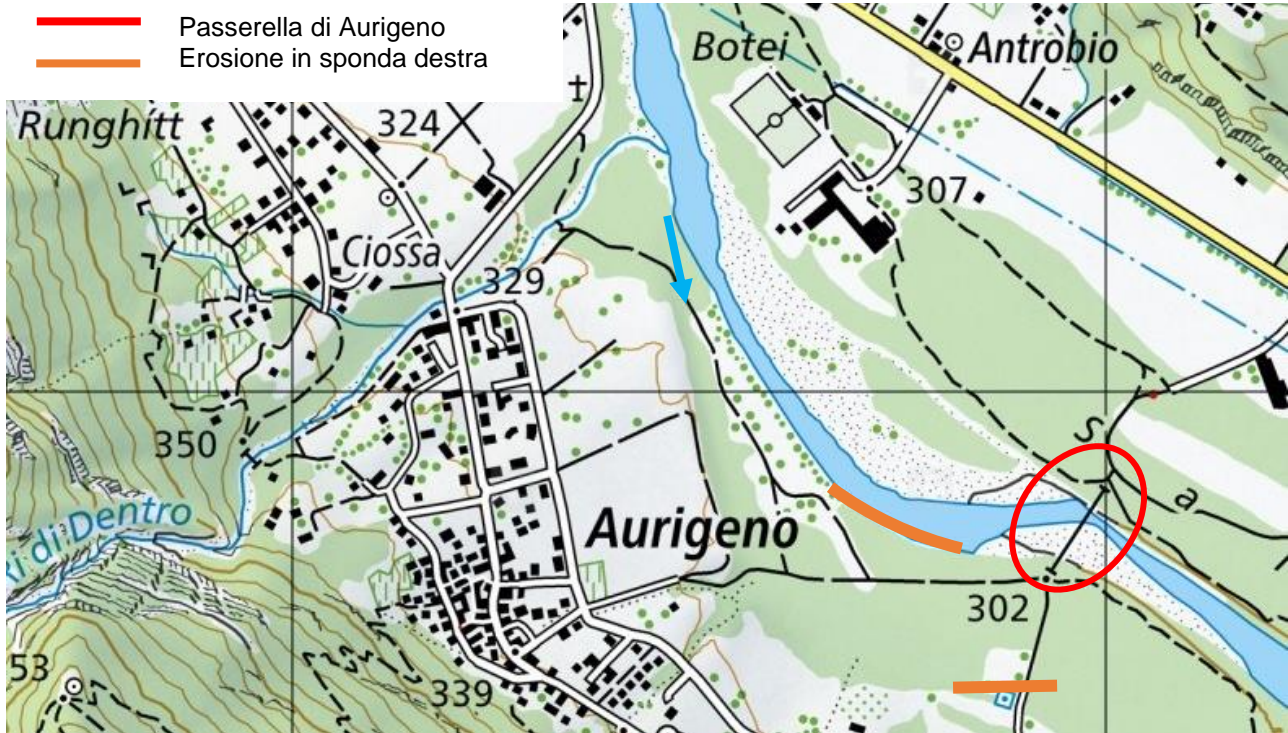 Passerella di Aurigeno
Erosione in sponda destra
Botei
Antrobio
Runghitt
324
307
Ciossa
329
350
Ri di Dentro
Aurigeno
s
a
302
53
339